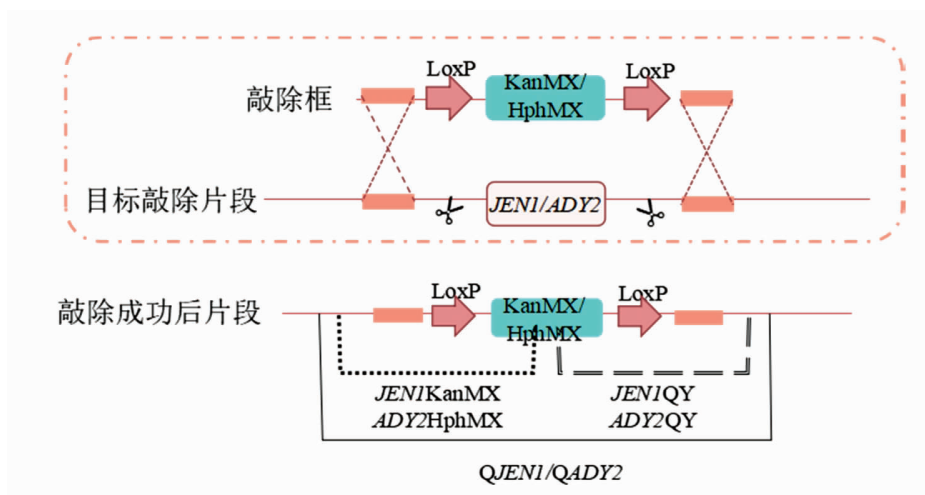 LoxP
LoxP
敲除框
KanMX/
HphMX
目标敲除片段
JEN1/ADY2
LoxP
LoxP
敲除成功后片段
KanMX/
HphMX
JEN1KanMX
JEN1QY
ADY2HphMX
ADY2QY
QJEN1/QADY2